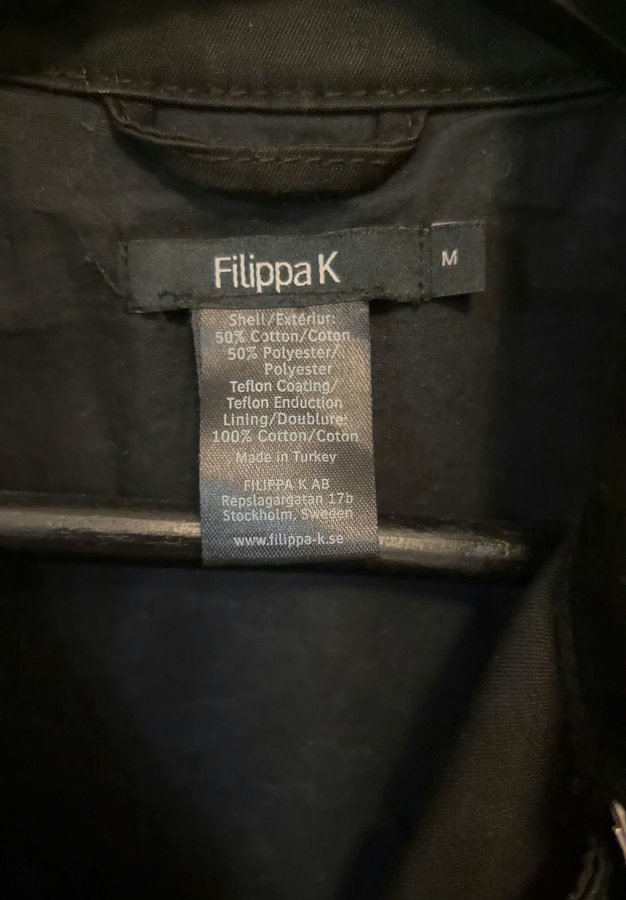 Filippa K
M
Shell/Extériur:
50% Cotton/Coton
50% Polyester/
Polyester
Teflon Coating/
Teflon Enduction
Lining/Doublure:
100% Cotton/Coton
Made in Turkey
FILIPPA K AB
Repslagargatan 17b
Stockholm, Sweden
www.filippa-k.se